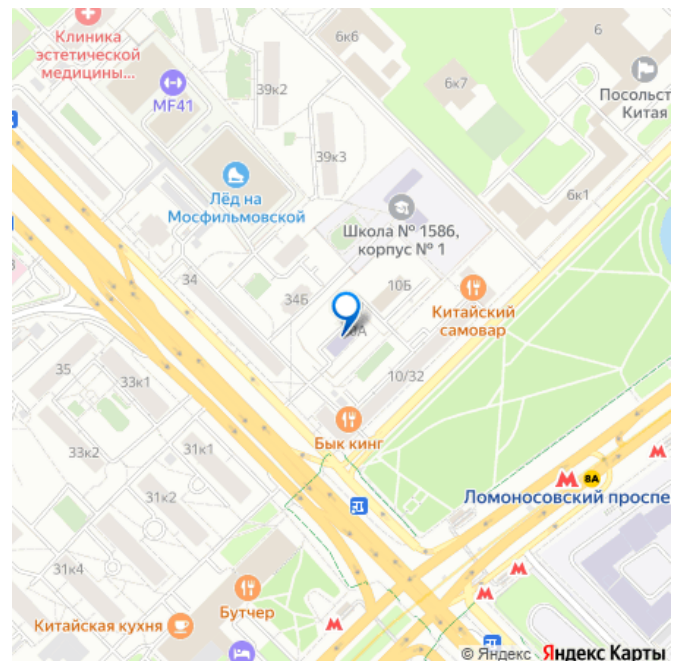 Клиника
эстетической
медицины...
6к6
6
6к7
Посольст
Китая
39к2
MF41
39к3
Лёд на
Мосфильмовской
6к1
Школа № 1586,
корпус № 1
34
34Б
10Б
Китайский
самовар
10/32
35
33к1
Бык кинг
33к2
31к1
31к2
М 8А
Ломоносовский проспе
31к4
Бутчер
Китайская кухня
© Яндекс Яндекс Карты